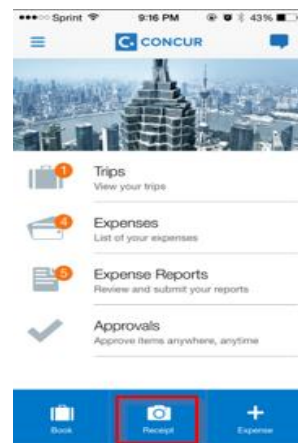 Sprint 9:16 PM 43%
CONCUR
1
Trips
View your trips
4
Expenses
List of your expenses
5
Expense Reports
Review and submit your reports
Approvals
Approve items anywhere, anytime
Book Receipt Expense